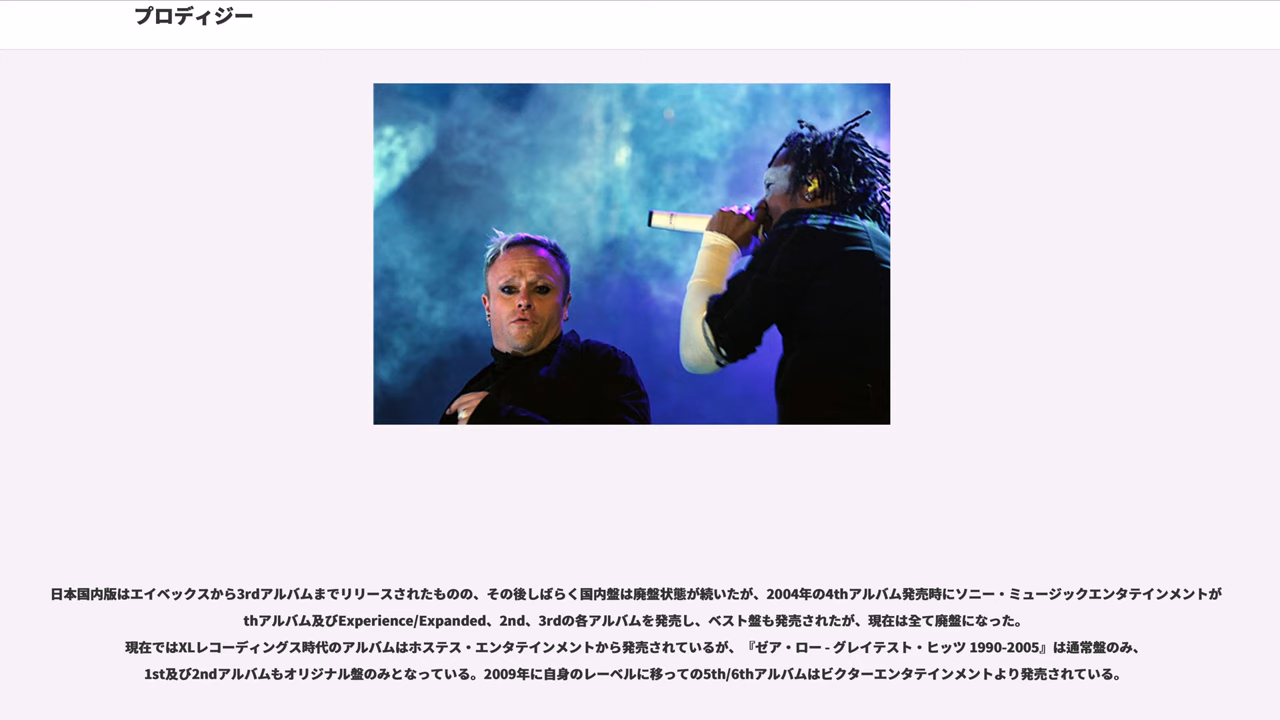 プロディジー
日本国内版はエイベックスから3rdアルバムまでリリースされたものの、その後しばらく国内盤は廃盤状態が続いたが、2004年の4thアルバム発売時にソニー・ミュージックエンタテインメントが
thアルバム及びExperience/Expanded、2nd、3rdの各アルバムを発売し、ベスト盤も発売されたが、現在は全て廃盤になった。
現在ではXLレコーディングス時代のアルバムはホステス・エンタテインメントから発売されているが、『ゼア・ロー - グレイテスト・ヒッツ 1990-2005』は通常盤のみ、
1st及び2ndアルバムもオリジナル盤のみとなっている。2009年に自身のレーベルに移っての5th/6thアルバムはビクターエンタテインメントより発売されている。